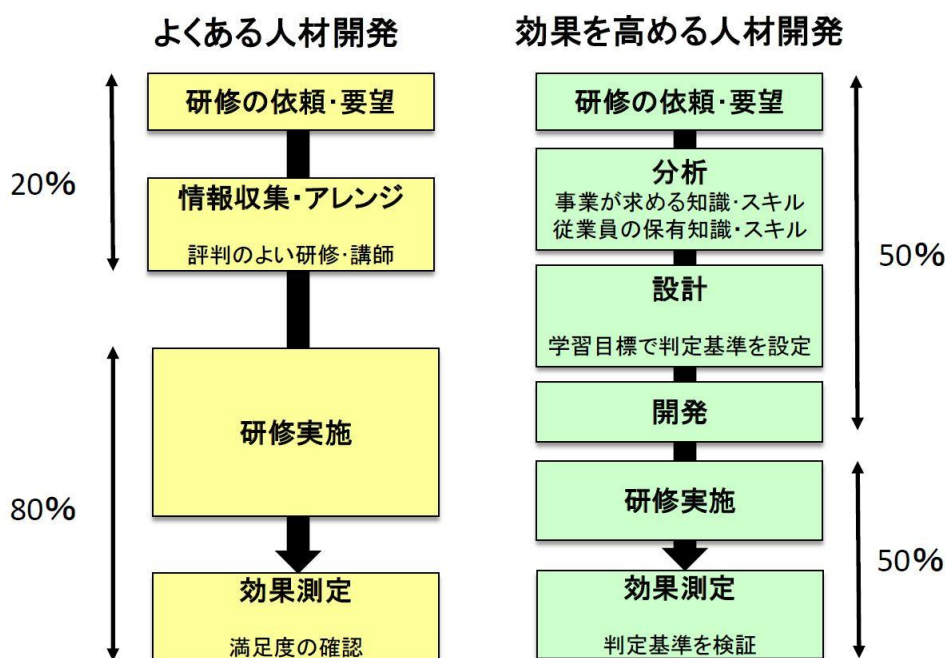 よくある人材開発
研修の依頼・要望
20%
情報収集・アレンジ
評判のよい研修・講師
研修実施
80%
効果測定
満足度の確認
効果を高める人材開発
研修の依頼・要望
分析
事業が求める知識・スキル
従業員の保有知識・スキル
50%
設計
学習目標で判定基準を設定
開発
研修実施
50%
効果測定
判定基準を検証